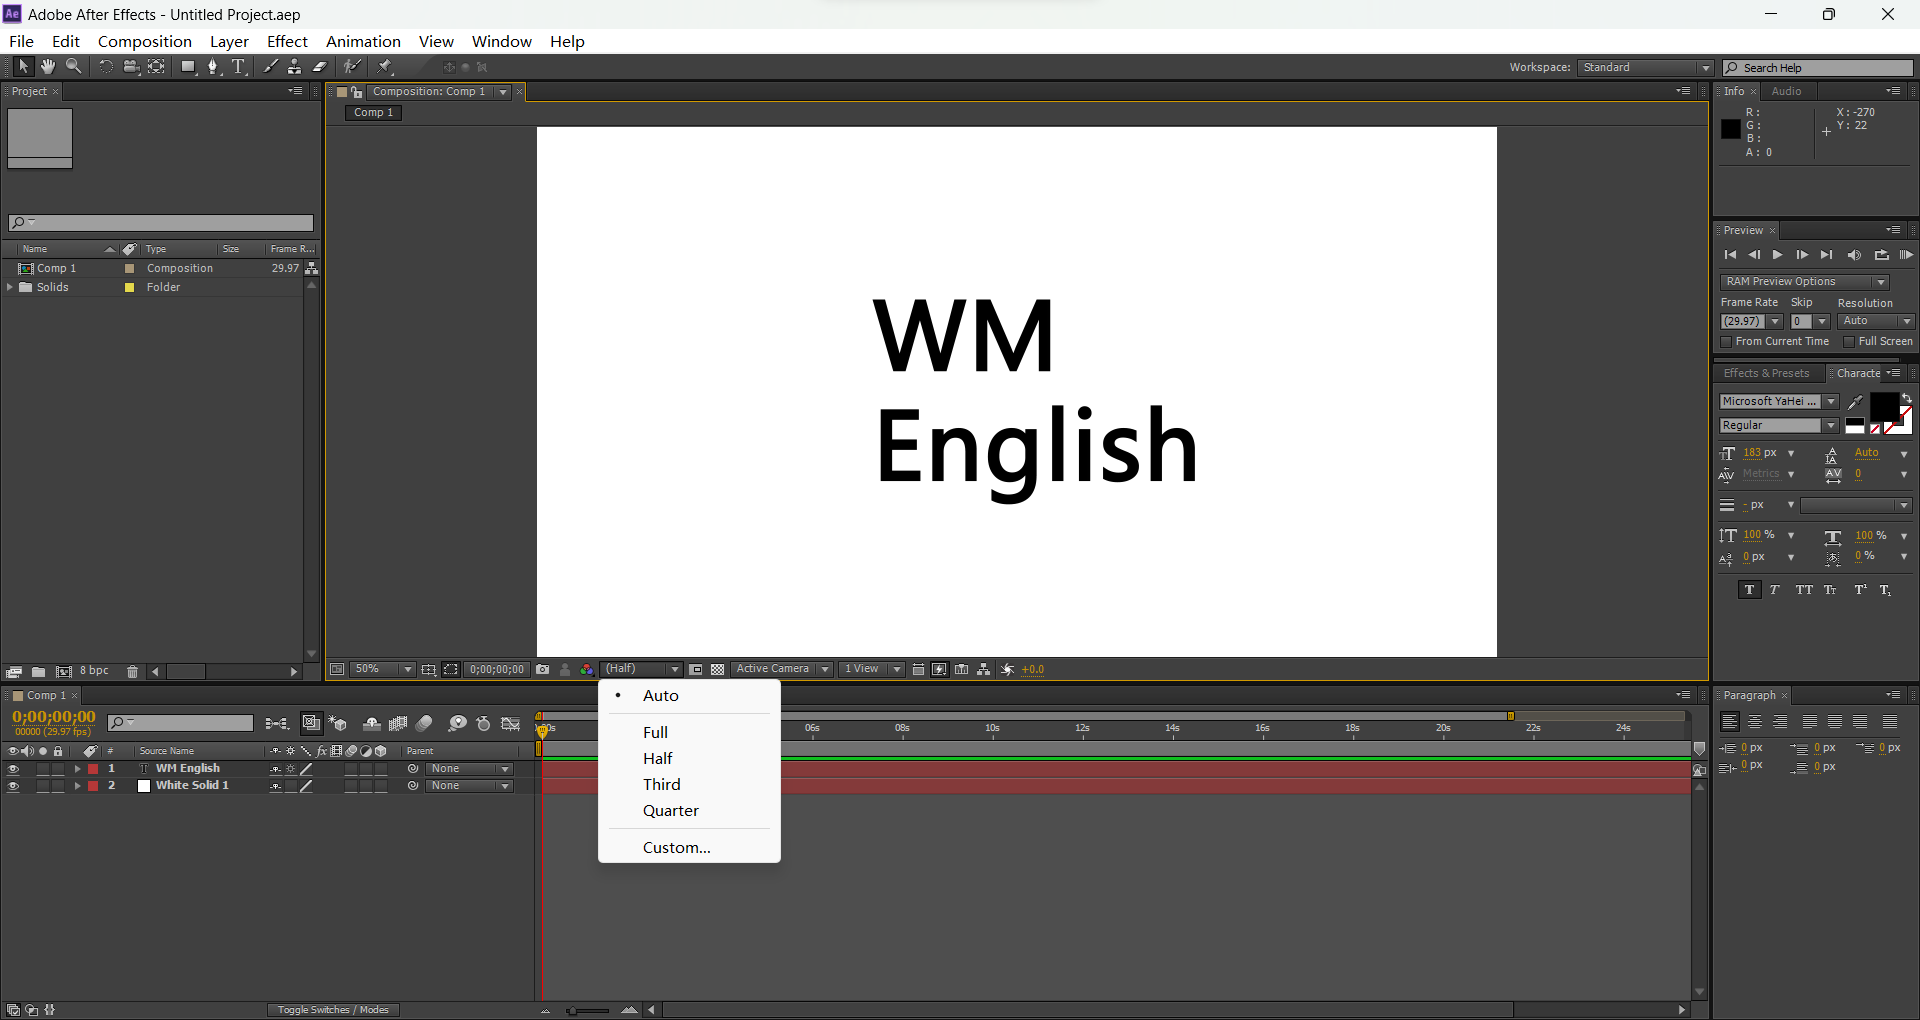 Adobe After Effects - Untitled Project.aep
File Edit Composition Layer Effect Animation View Window Help
Workspace: Standard Search Help
Project
Composition: Comp 1
Comp 1
Info Audio
R:
G:
B:
A: 0
X: -270
Y: 22
WM
English
Name Type Size Frame R...
Comp 1 Composition 29.97
Solids Folder
Preview
RAM Preview Options
Frame Rate Skip Resolution
(29.97) 0 Auto
From Current Time Full Screen
Effects & Presets Characte
Microsoft YaHei ...
Regular
183 px Auto
Metrics 0
- px
100 % 100 %
0 px 0 %
8 bpc
50% 0;00;00;00 (Half) Active Camera 1 View +0.0
Auto
Full
Half
Third
Quarter
Custom...
Comp 1
0;00;00;00
00000 (29.97 fps)
06s 08s 10s 12s 14s 16s 18s 20s 22s 24s
# Source Name Parent
1 WM English None
2 White Solid 1 None
Toggle Switches / Modes
Paragraph
0 px 0 px 0 px
0 px 0 px